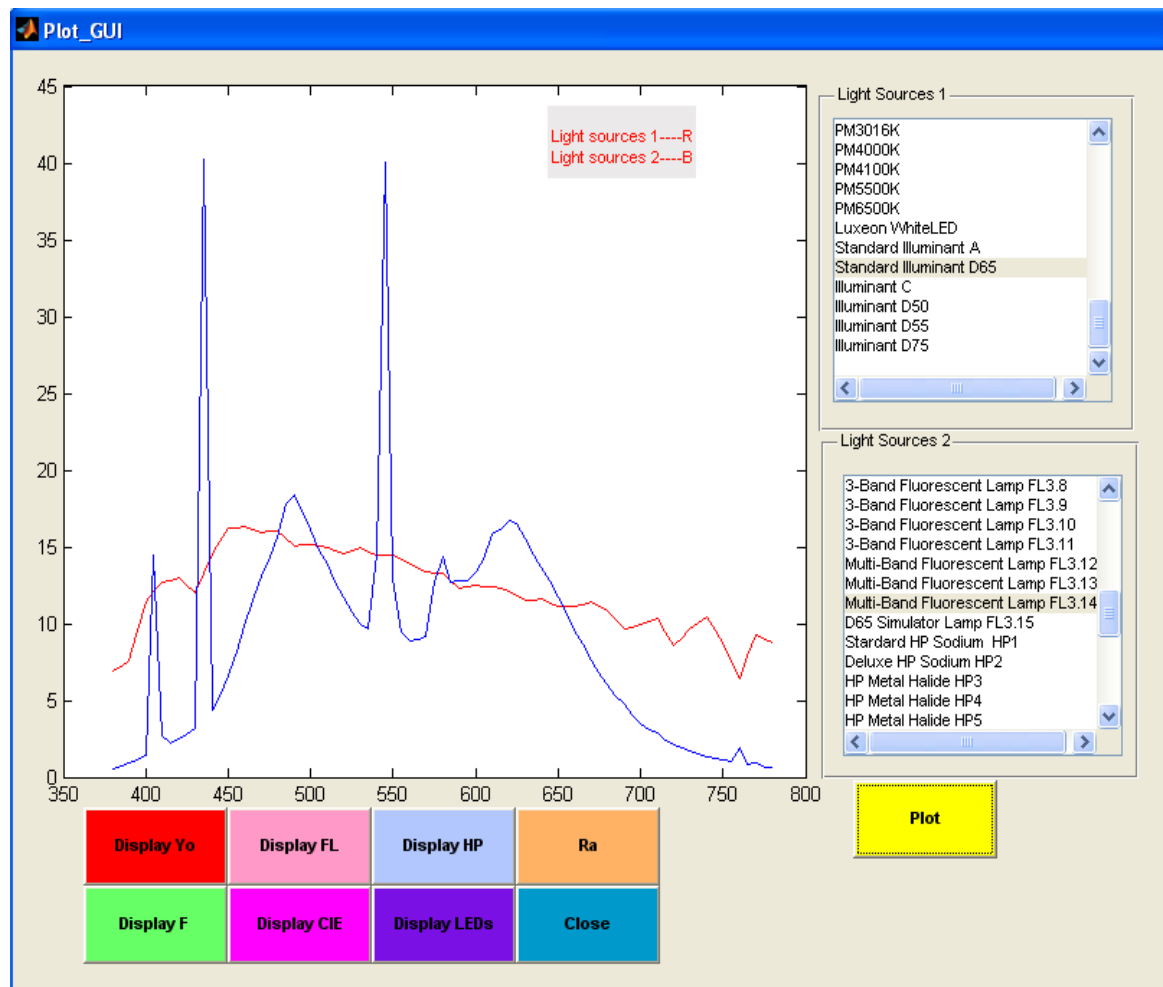 Plot_GUI
45
40
35
30
25
20
15
10
5
0
350 400 450 500 550 600 650 700 750 800
Light sources 1----R
Light sources 2----B
Light Sources 1
PM3016K
PM4000K
PM4100K
PM5500K
PM6500K
Luxeon WhiteLED
Standard Illuminant A
Standard Illuminant D65
Illuminant C
Illuminant D50
Illuminant D55
Illuminant D75
Light Sources 2
3-Band Fluorescent Lamp FL3.8
3-Band Fluorescent Lamp FL3.9
3-Band Fluorescent Lamp FL3.10
3-Band Fluorescent Lamp FL3.11
Multi-Band Fluorescent Lamp FL3.12
Multi-Band Fluorescent Lamp FL3.13
Multi-Band Fluorescent Lamp FL3.14
D65 Simulator Lamp FL3.15
Stardard HP Sodium HP1
Deluxe HP Sodium HP2
HP Metal Halide HP3
HP Metal Halide HP4
HP Metal Halide HP5
Plot
Display Yo Display FL Display HP Ra
Display F Display CIE Display LEDs Close